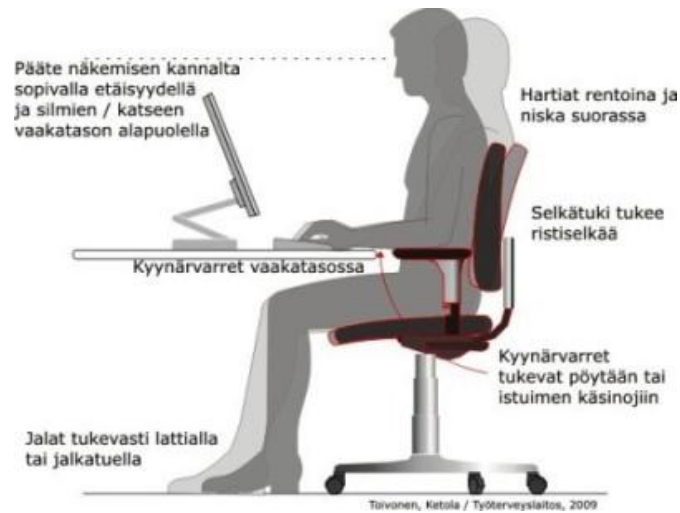 Pääte näkemisen kannalta
sopivalla etäisyydellä
ja silmien / katseen
vaakatason alapuolella
Hartiat rentoina ja
niska suorassa
Selkätuki tukee
ristiselkää
Kyynärvarret vaakatasossa
Kyynärvarret
tukevat pöytään tai
istuimen käsinojiin
Jalat tukevasti lattialla
tai jalkatuella
Toivonen, Ketola / Työterveyslaitos, 2009